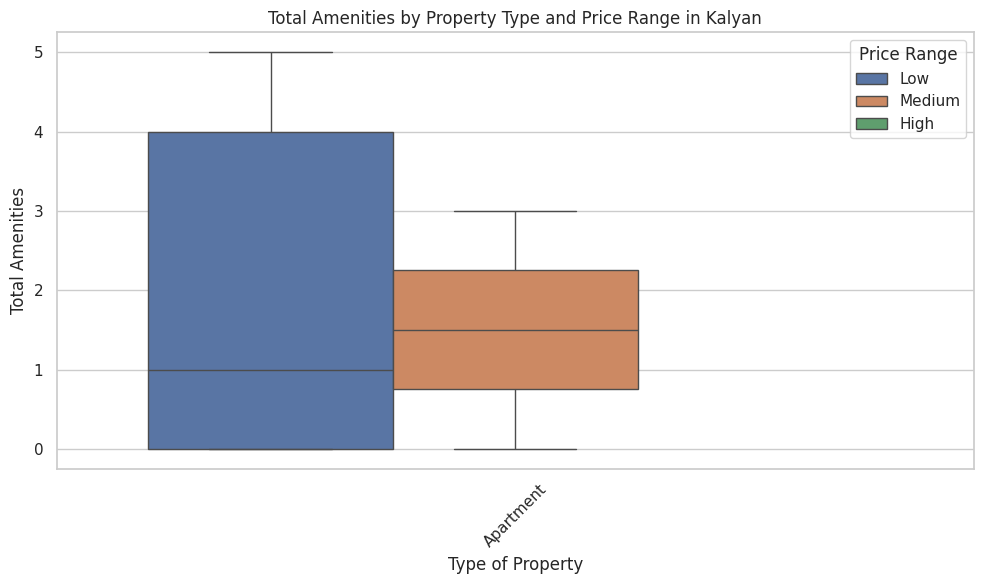 Total Amenities by Property Type and Price Range in Kalyan
Price Range
Low
Medium
High
Total Amenities
5
4
3
2
1
0
Apartment
Type of Property